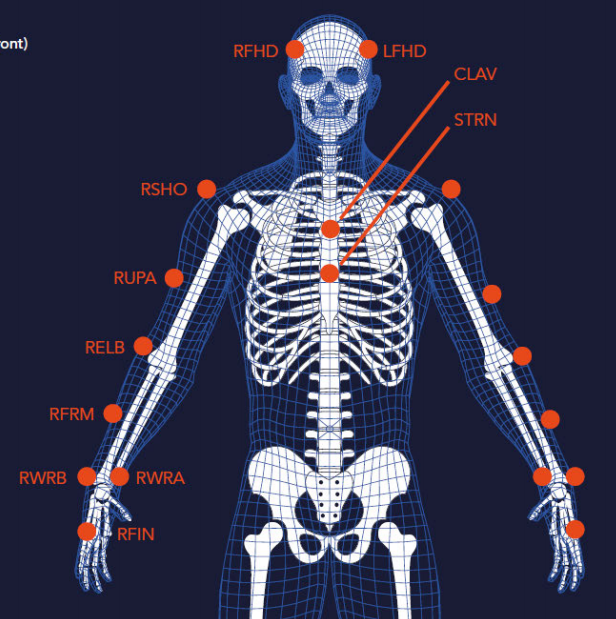 ont)
RFHD
LFHD
CLAV
STRN
RSHO
RUPA
RELB
RFRM
RWRB
RWRA
RFIN